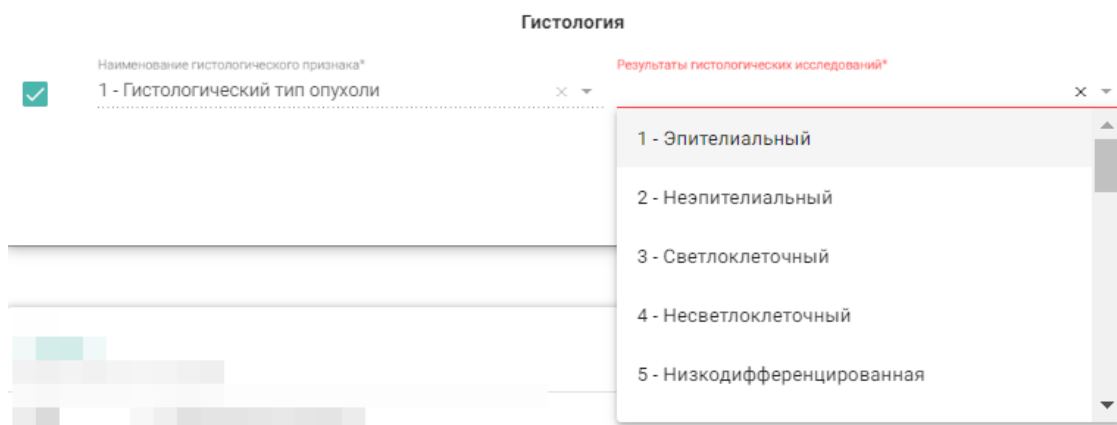 Гистология
Наименование гистологического признака*
1 - Гистологический тип опухоли
Результаты гистологических исследований*
1 - Эпителиальный
2 - Неэпителиальный
3 - Светлоклеточный
4 - Несветлоклеточный
5 - Низкодифференцированная